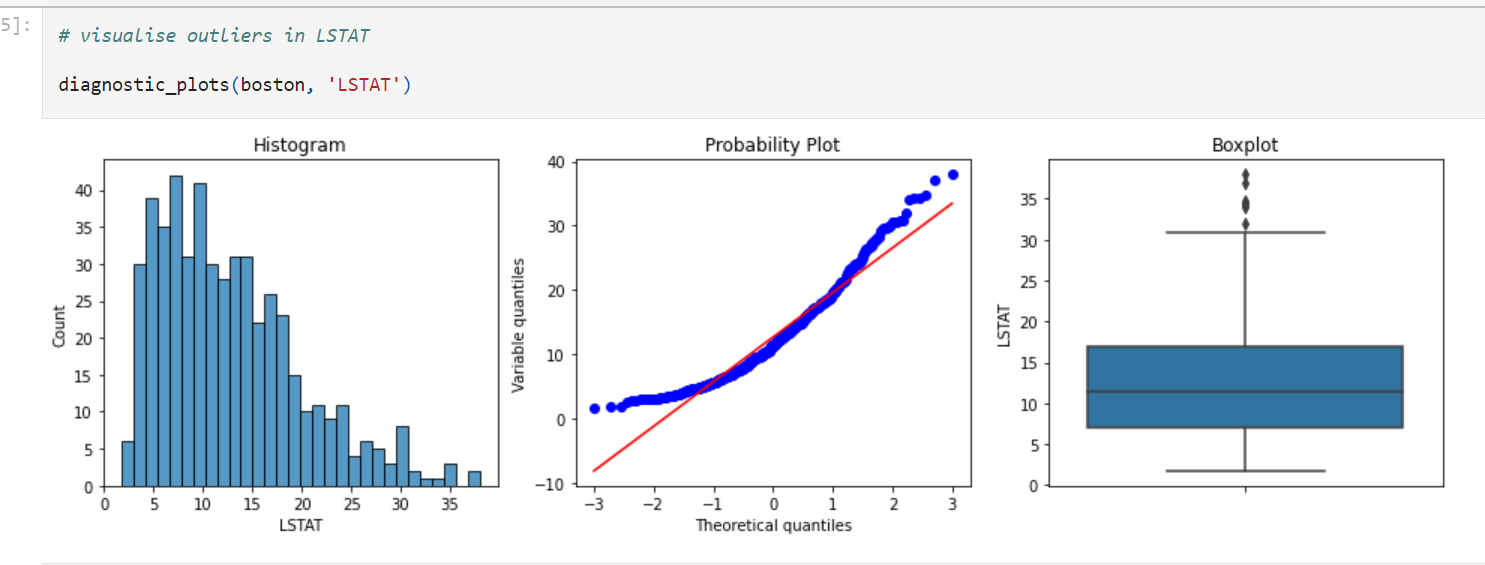 5]:
# visualise outliers in LSTAT
diagnostic_plots(boston, 'LSTAT')
Histogram
40
35
30
25
20
15
10
5
0
Count
0 5 10 15 20 25 30 35
LSTAT
Probability Plot
40
30
20
10
0
−10
Variable quantiles
−3 −2 −1 0 1 2 3
Theoretical quantiles
Boxplot
35
30
25
20
15
10
5
0
LSTAT